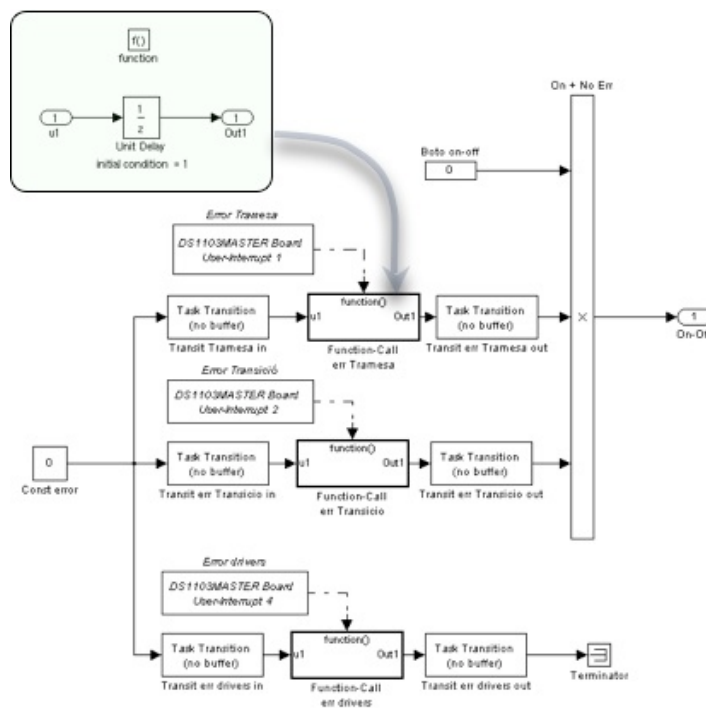 f()
function
1
u1
1
z
Unit Delay
1
Out1
initial condition = 1
On + No Err
Boto on-off
0
Error Tramesa
DS1103MASTER Board
User-Interrupt 1
Task Transition
(no buffer)
Transit Tramesa in
function()
u1
Out1
Function-Call
err Tramesa
Task Transition
(no buffer)
Transit err Tramesa out
×
1
On-Of
Error Transició
DS1103MASTER Board
User-Interrupt 2
0
Const error
Task Transition
(no buffer)
Transit err Transicio in
function()
u1
Out1
Function-Call
err Transicio
Task Transition
(no buffer)
Transit err Transicio out
Error drivers
DS1103MASTER Board
User-Interrupt 4
Task Transition
(no buffer)
Transit err drivers in
function()
u1
Out1
Function-Call
err drivers
Task Transition
(no buffer)
Transit err drivers out
Terminator